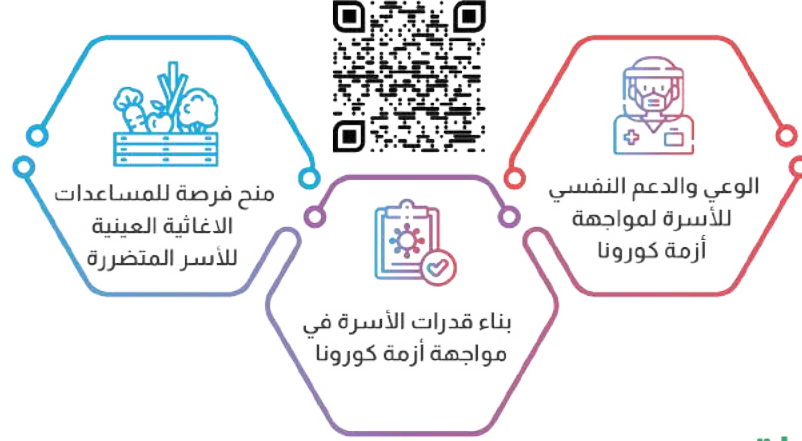 الوعي والدعم النفسي
للأسرة لمواجهة
أزمة كورونا
بناء قدرات الأسرة في
مواجهة أزمة كورونا
منح فرصة للمساعدات
الاغاثية العينية
للأسر المتضررة